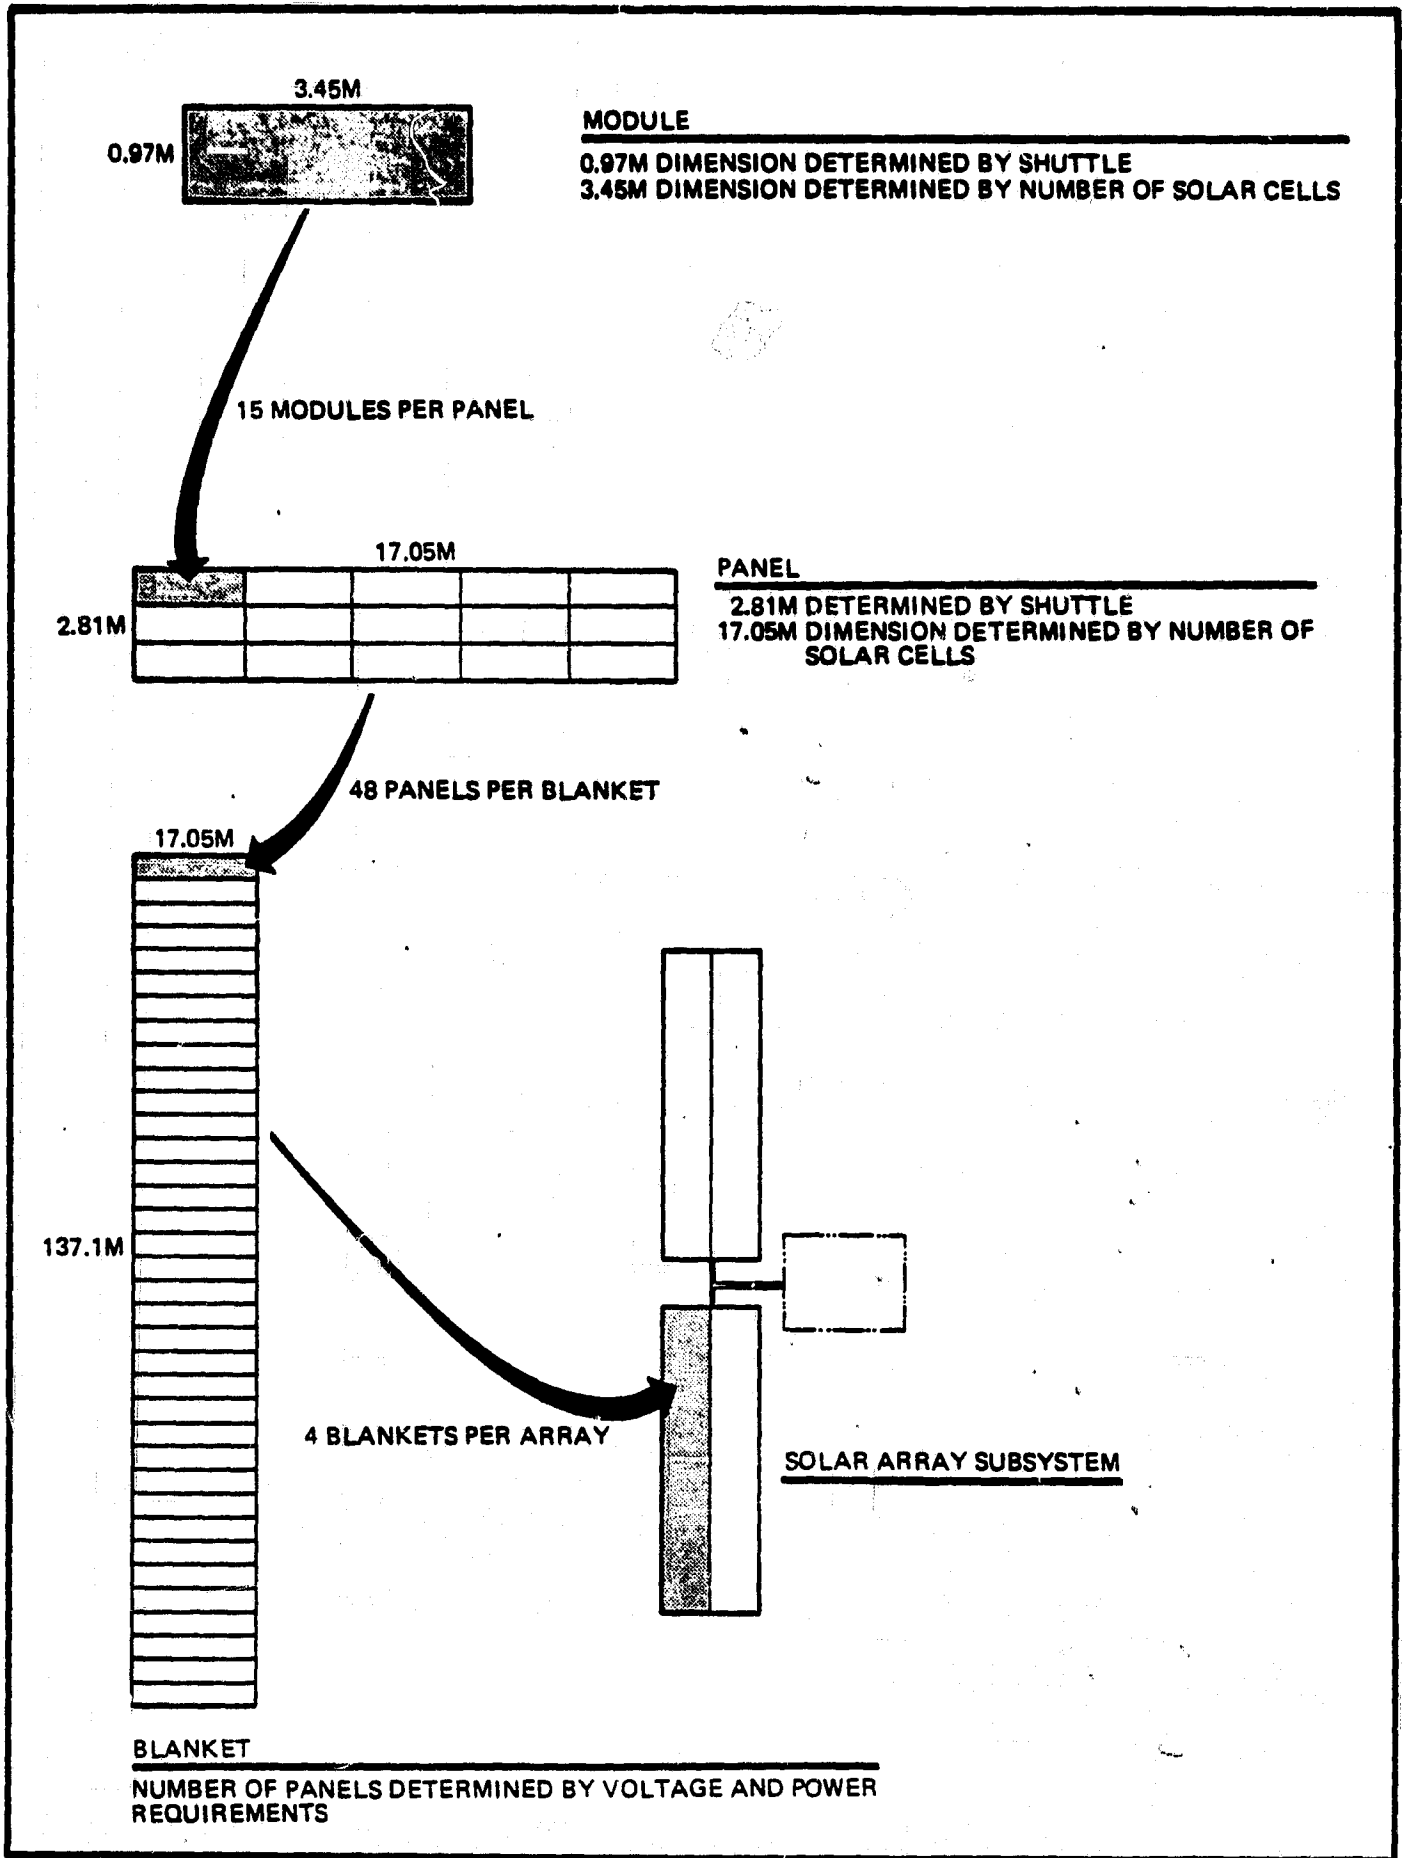 3.45M
0.97M
MODULE
0.97M DIMENSION DETERMINED BY SHUTTLE
3.45M DIMENSION DETERMINED BY NUMBER OF SOLAR CELLS
15 MODULES PER PANEL
17.05M
2.81M
PANEL
2.81M DETERMINED BY SHUTTLE
17.05M DIMENSION DETERMINED BY NUMBER OF
SOLAR CELLS
48 PANELS PER BLANKET
17.05M
137.1M
4 BLANKETS PER ARRAY
SOLAR ARRAY SUBSYSTEM
BLANKET
NUMBER OF PANELS DETERMINED BY VOLTAGE AND POWER
REQUIREMENTS